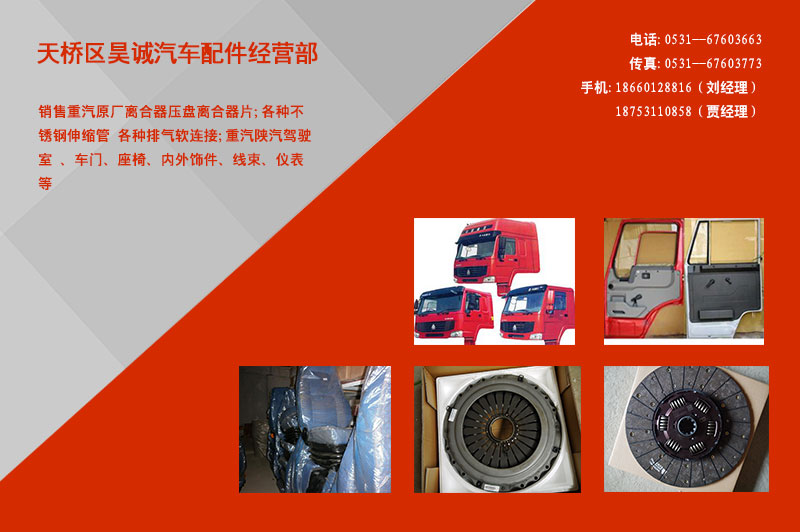 天桥区昊诚汽车配件经营部
销售重汽原厂离合器压盘离合器片; 各种不
锈钢伸缩管 各种排气软连接; 重汽陕汽驾驶
室 、车门、座椅、内外饰件、线束、仪表
等
电话: 0531—67603663
传真: 0531—67603773
手机: 18660128816（刘经理）
18753110858（贾经理）